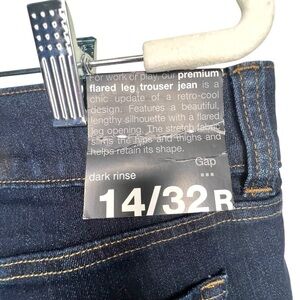 For work or play, our premium
flared leg trouser jean is a
chic update of a retro-cool
design. Features a beautiful,
lengthy silhouette with a flared
leg opening. The stretch fabric
slims the hips and thighs and
helps retain its shape.
Gap
dark rinse
14/32 R